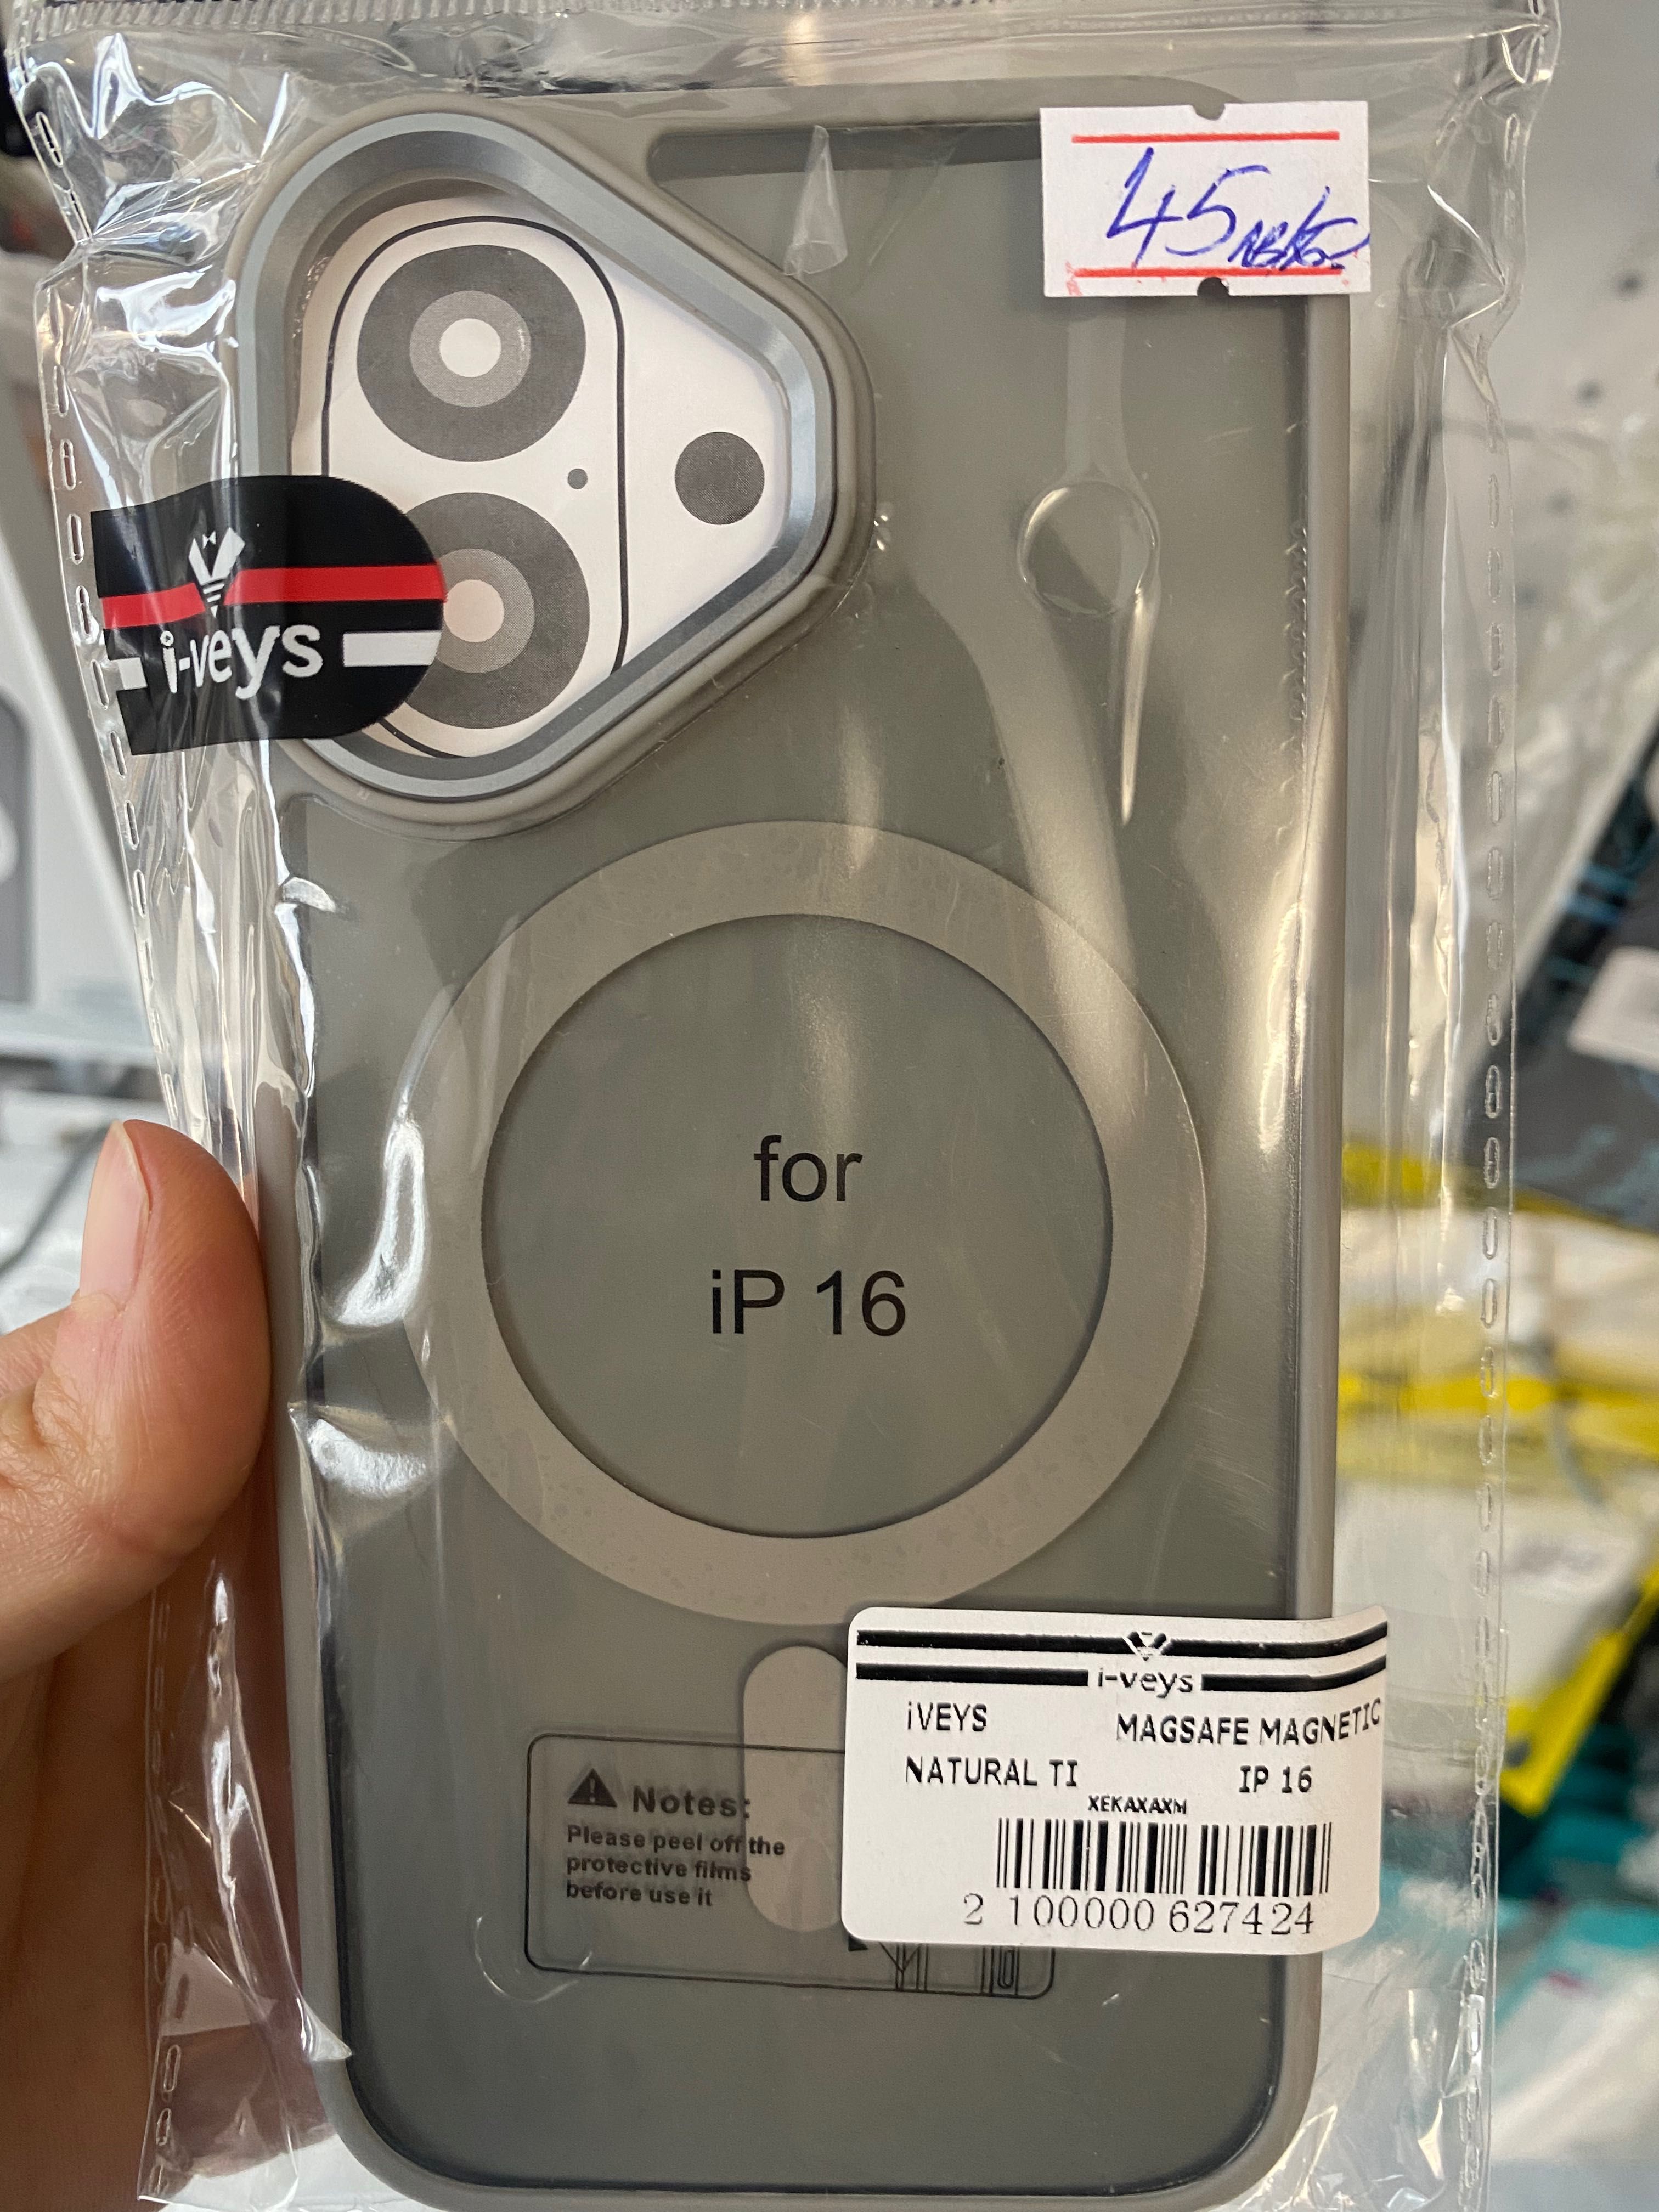 45
i-veys
for
iP 16
i-veys
iVEYS MAGSAFE MAGNETIC
NATURAL TI IP 16
XEKAXAXM
2 100000 627424
Notes:
Please peel off the
protective films
before use it